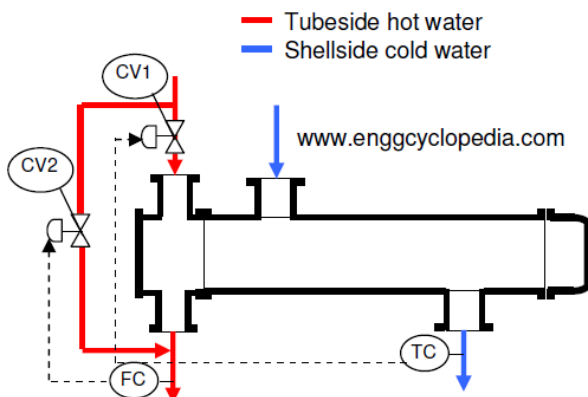 Tubeside hot water
Shellside cold water
CV1
www.enggcyclopedia.com
CV2
TC
FC